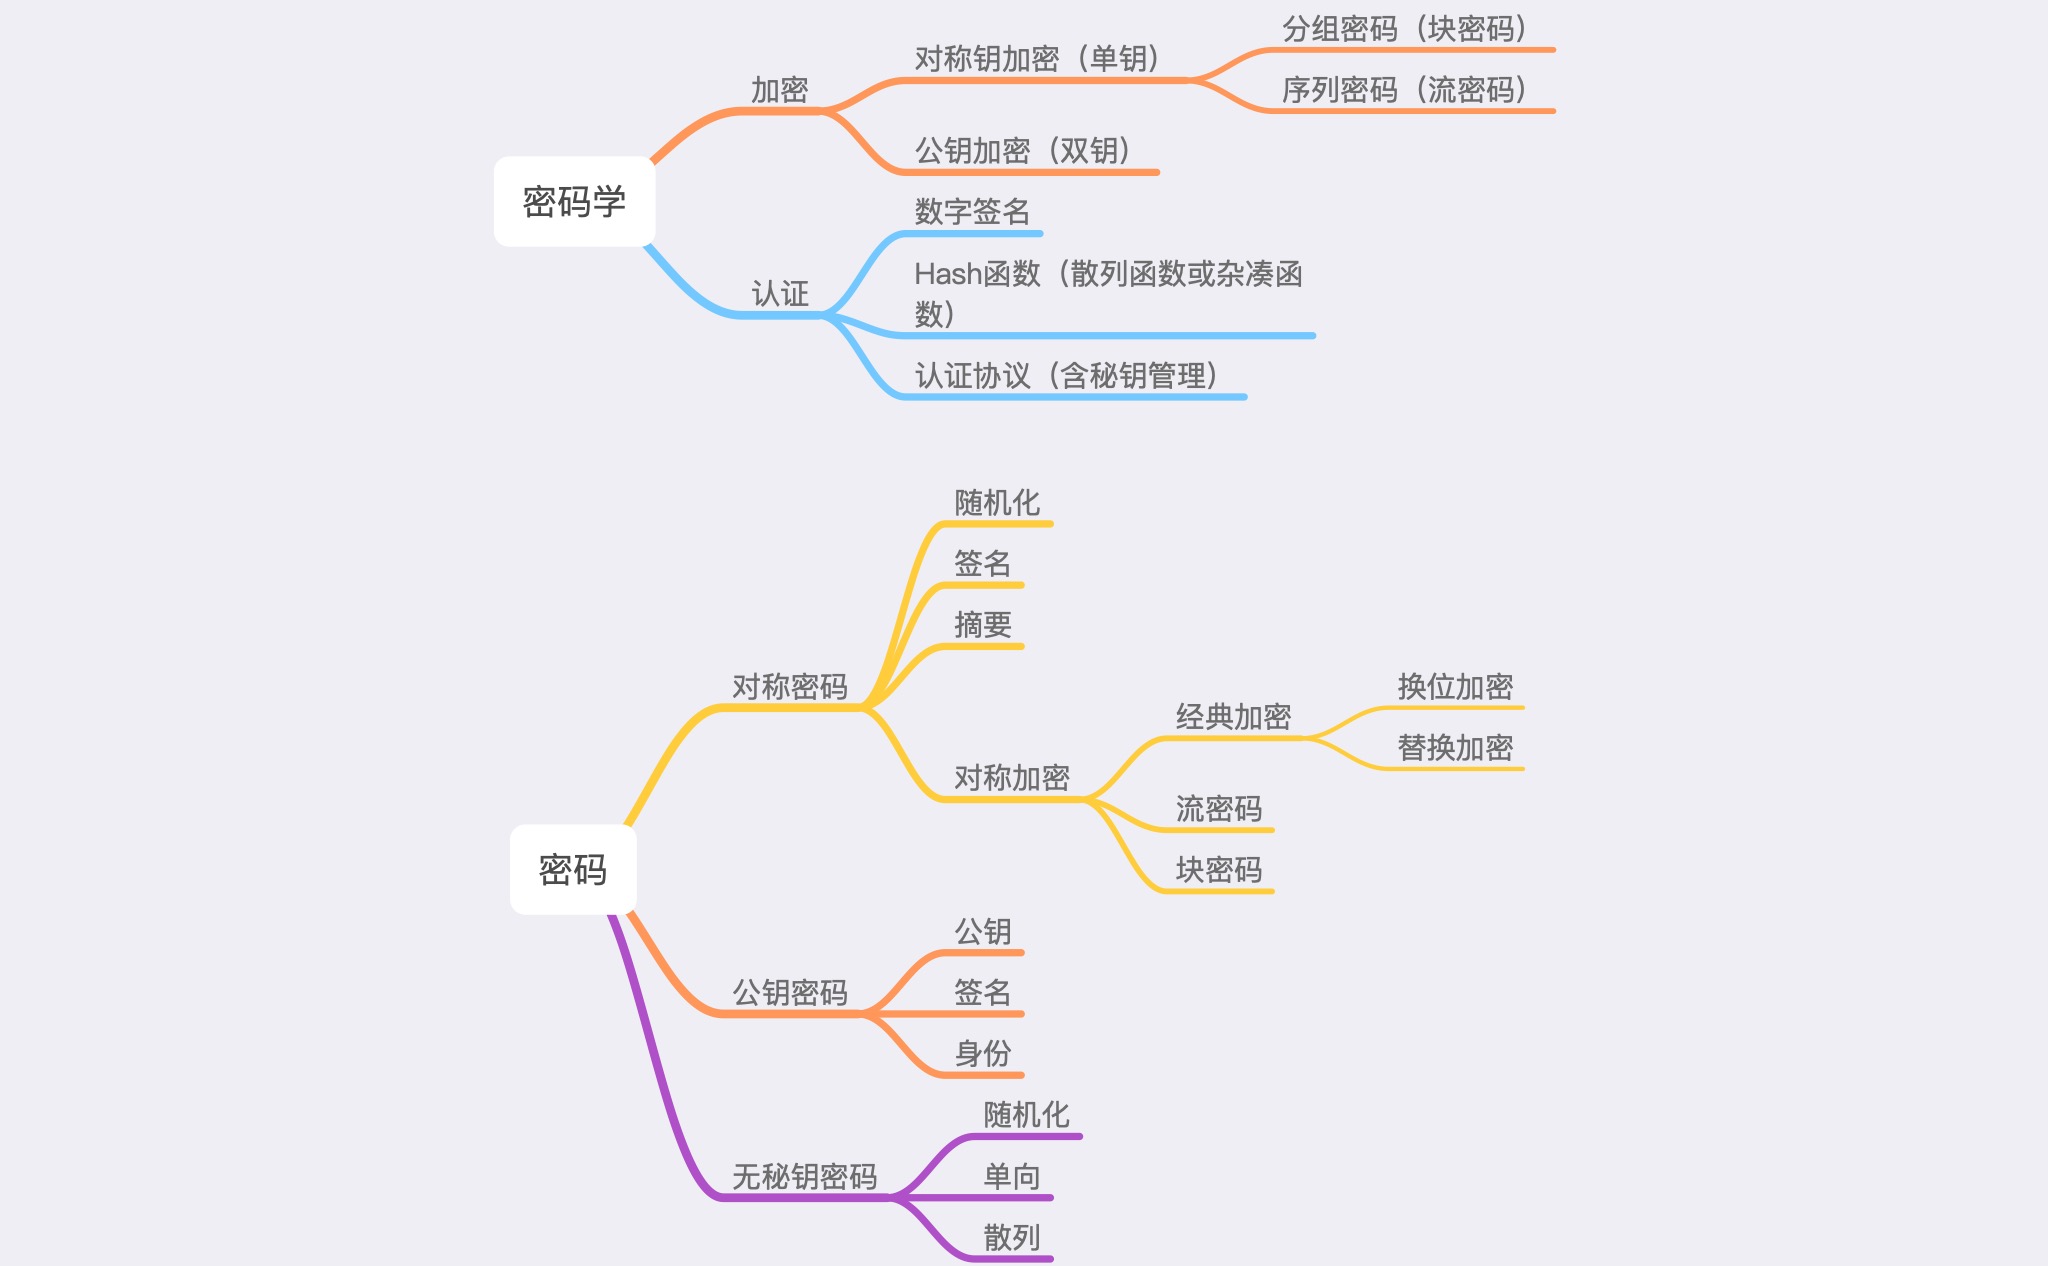 密码学
加密
对称钥加密（单钥）
分组密码（块密码）
序列密码（流密码）
公钥加密（双钥）
认证
数字签名
Hash函数（散列函数或杂凑函
数）
认证协议（含秘钥管理）
密码
对称密码
随机化
签名
摘要
对称加密
经典加密
换位加密
替换加密
流密码
块密码
公钥密码
公钥
签名
身份
无秘钥密码
随机化
单向
散列